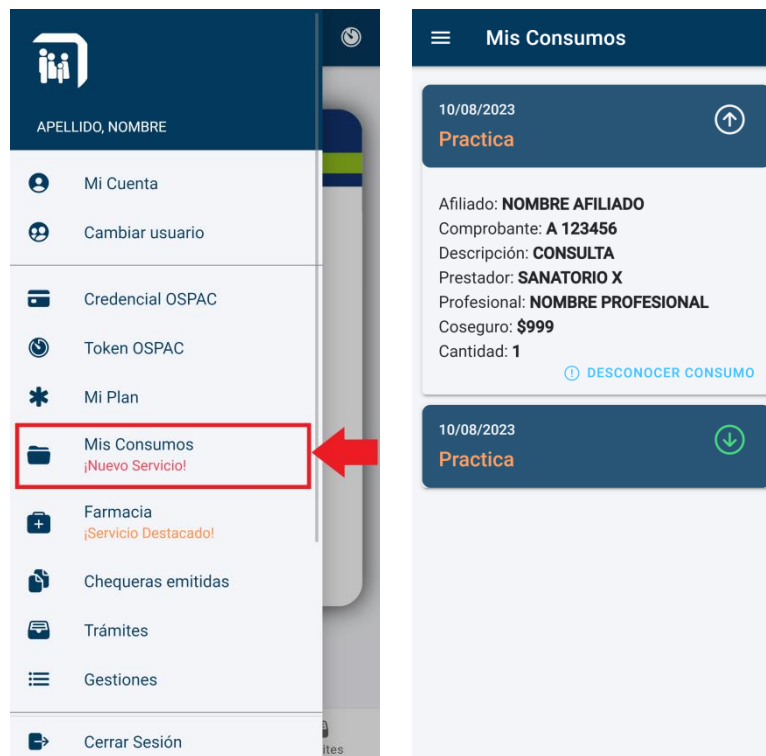 APELLIDO, NOMBRE
Mi Cuenta
Cambiar usuario
Credencial OSPAC
Token OSPAC
Mi Plan
Mis Consumos
¡Nuevo Servicio!
Farmacia
¡Servicio Destacado!
Chequeras emitidas
Trámites
Gestiones
Cerrar Sesión
ites
Mis Consumos
10/08/2023
Practica
Afiliado: NOMBRE AFILIADO
Comprobante: A 123456
Descripción: CONSULTA
Prestador: SANATORIO X
Profesional: NOMBRE PROFESIONAL
Coseguro: $999
Cantidad: 1
DESCONOCER CONSUMO
10/08/2023
Practica